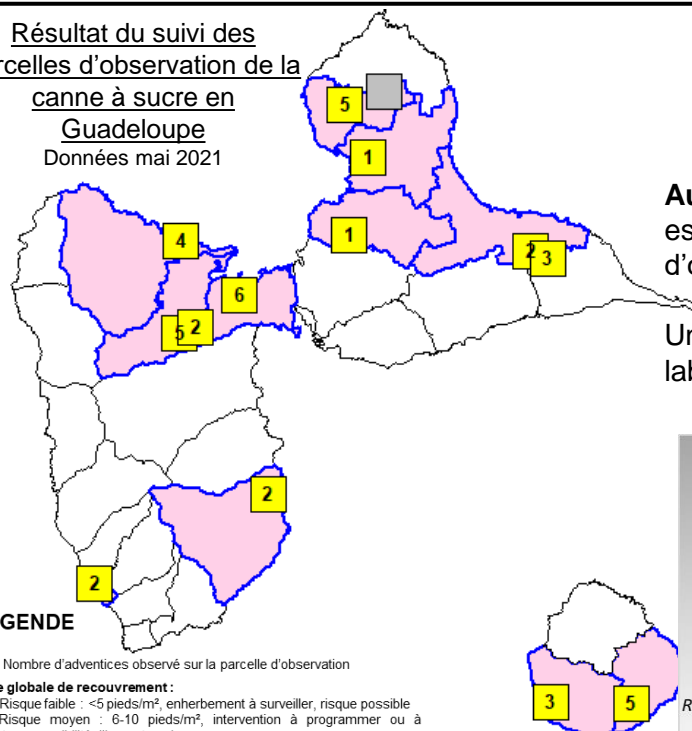 Résultat du suivi des
parcelles d'observation de la
canne à sucre en
Guadeloupe
Données mai 2021
5
1
1
2
3
4
6
5
2
2
2
3
5
Au
es
d'o
Un
lab
GENDE
Nombre d'adventices observé sur la parcelle d'observation
e globale de recouvrement :
Risque faible : <5 pieds/m², enherbement à surveiller, risque possible
Risque moyen : 6-10 pieds/m², intervention à programmer ou à
R